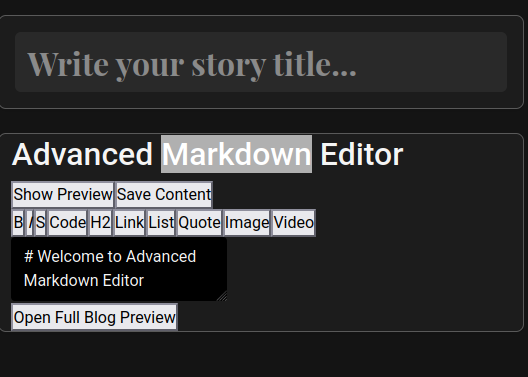 Write your story title...
Advanced Markdown Editor
Show Preview Save Content
B I S Code H2 Link List Quote Image Video
# Welcome to Advanced
Markdown Editor
Open Full Blog Preview